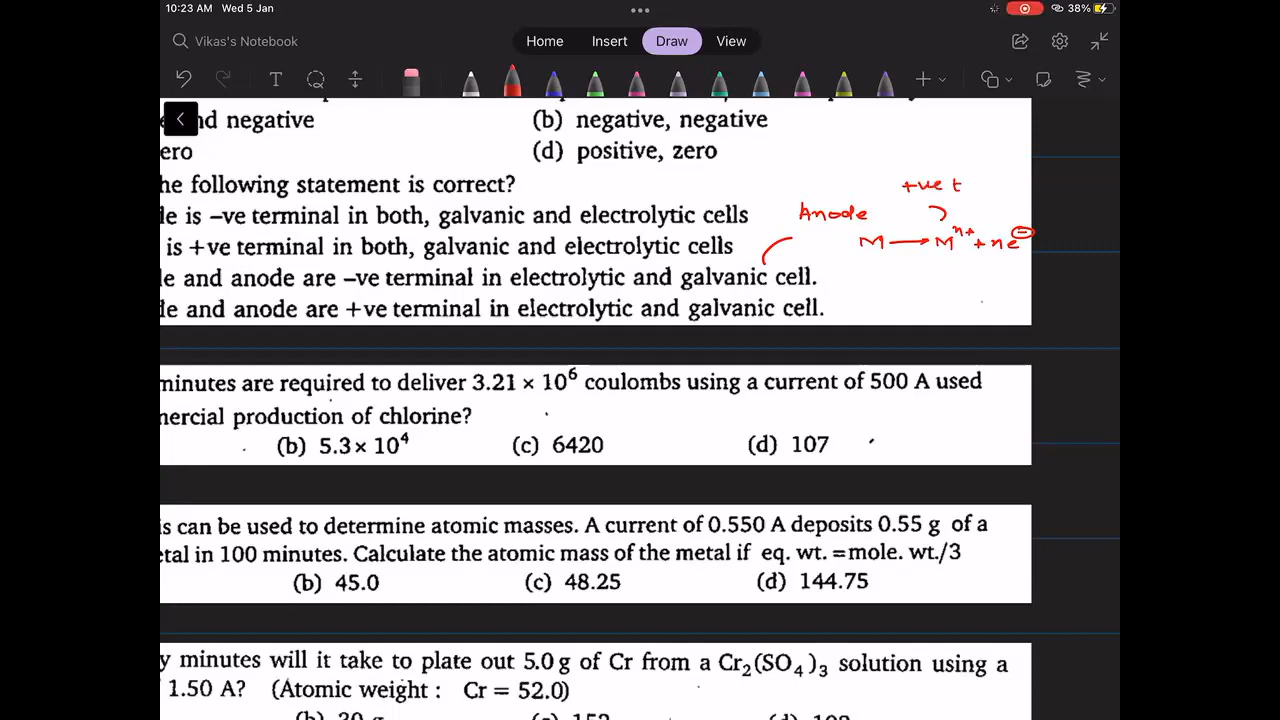 10:23 AM Wed 5 Jan
38%
Vikas's Notebook
Home Insert Draw View
and negative (b) negative, negative
ero (d) positive, zero
he following statement is correct?
+ve t
le is –ve terminal in both, galvanic and electrolytic cells
Anode
is +ve terminal in both, galvanic and electrolytic cells
M → Mⁿ⁺ + ne⊖
le and anode are –ve terminal in electrolytic and galvanic cell.
le and anode are +ve terminal in electrolytic and galvanic cell.
minutes are required to deliver 3.21 × 10⁶ coulombs using a current of 500 A used
nercial production of chlorine?
(b) 5.3 × 10⁴ (c) 6420 (d) 107
is can be used to determine atomic masses. A current of 0.550 A deposits 0.55 g of a
etal in 100 minutes. Calculate the atomic mass of the metal if eq. wt. = mole. wt./3
(b) 45.0 (c) 48.25 (d) 144.75
y minutes will it take to plate out 5.0 g of Cr from a Cr₂(SO₄)₃ solution using a
1.50 A? (Atomic weight : Cr = 52.0)